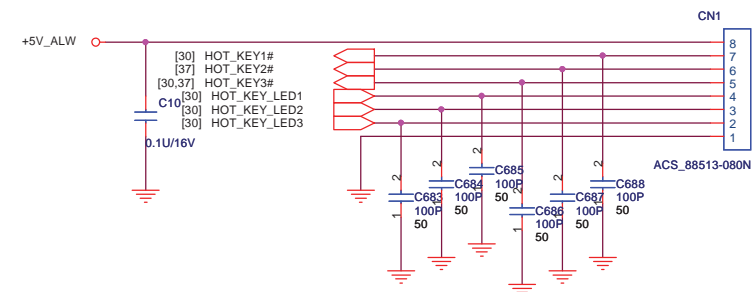 CN1
+5V_ALW
8
[30] HOT_KEY1# 7
[37] HOT_KEY2# 6
[30,37] HOT_KEY3# 5
[30] HOT_KEY_LED1 4
C10 [30] HOT_KEY_LED2 3
[30] HOT_KEY_LED3 2
1
0.1U/16V
ACS_88513-080N
2 C685
2 C684 100P 2 C688
2 C683 100P 1 50 2 C687 100P
100P 50 2 C686 100P 1 50
1 50 100P 1 50
1 50